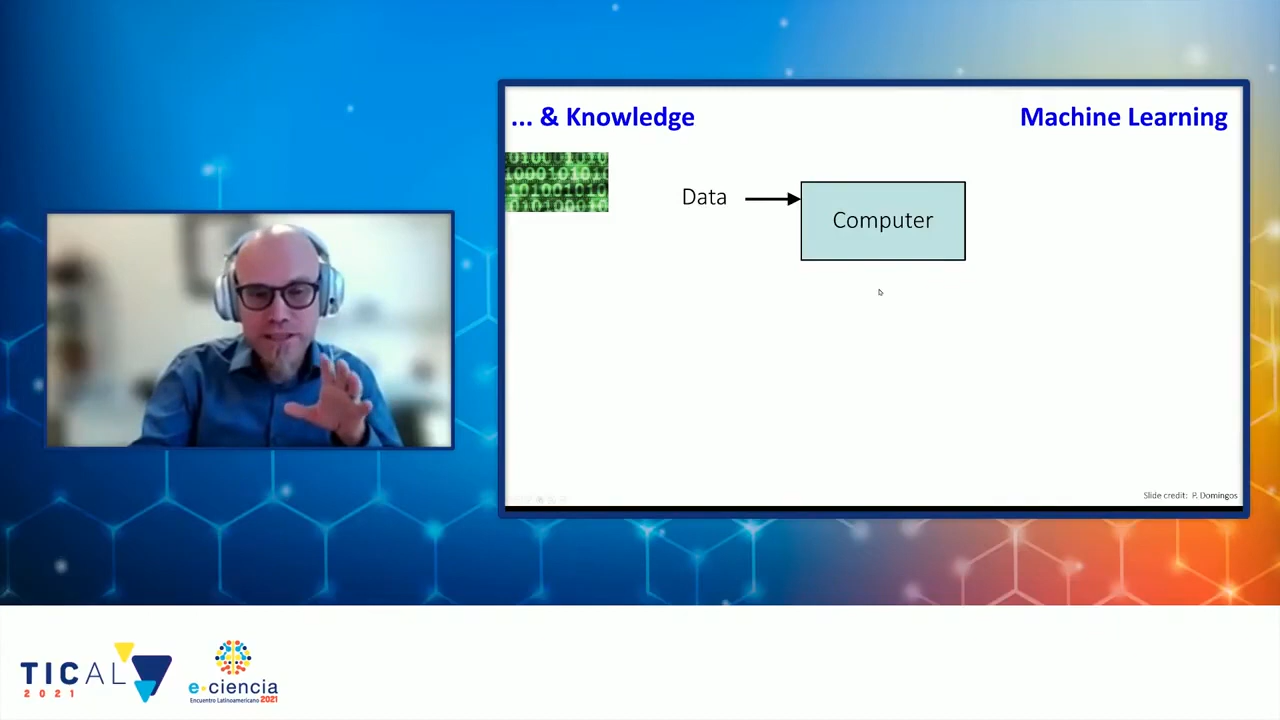 ... & Knowledge
Machine Learning
Data
Computer
Slide credit: P. Domingos
TICAL
2021
e-ciencia
Encuentro Latinoamericano 2021